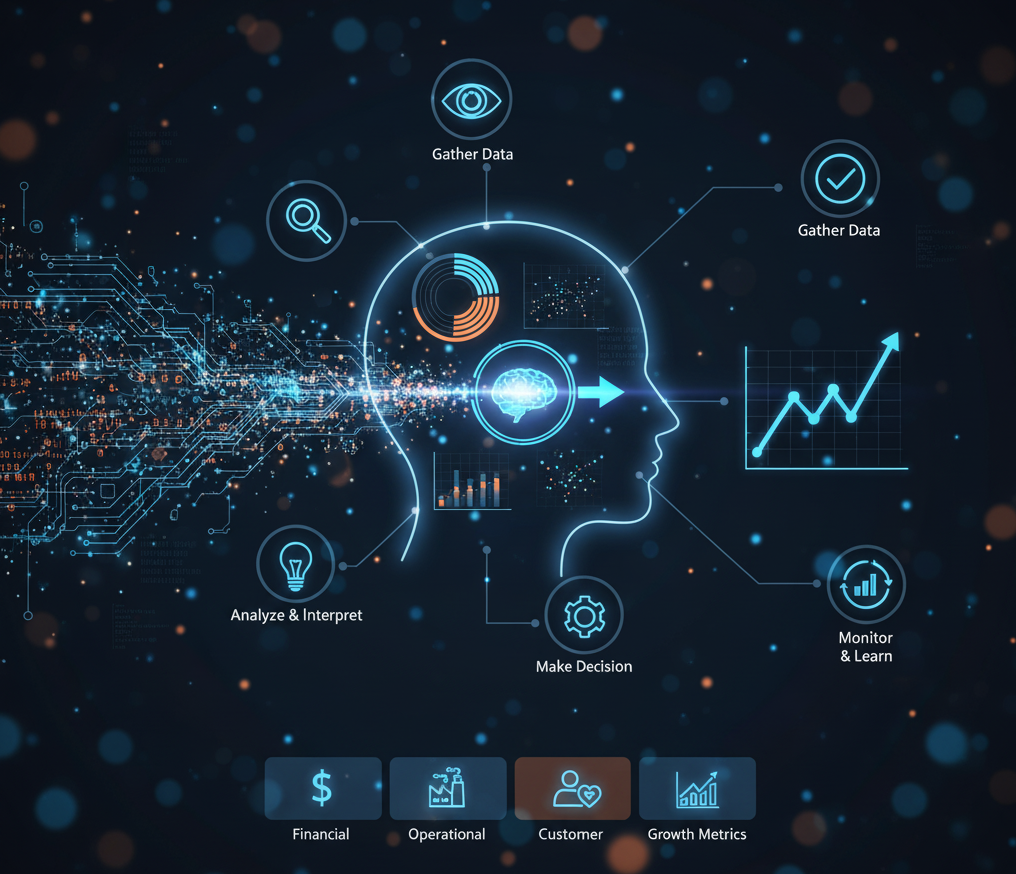 Gather Data
Gather Data
Analyze & Interpret
Make Decision
Monitor
& Learn
Financial
Operational
Customer
Growth Metrics